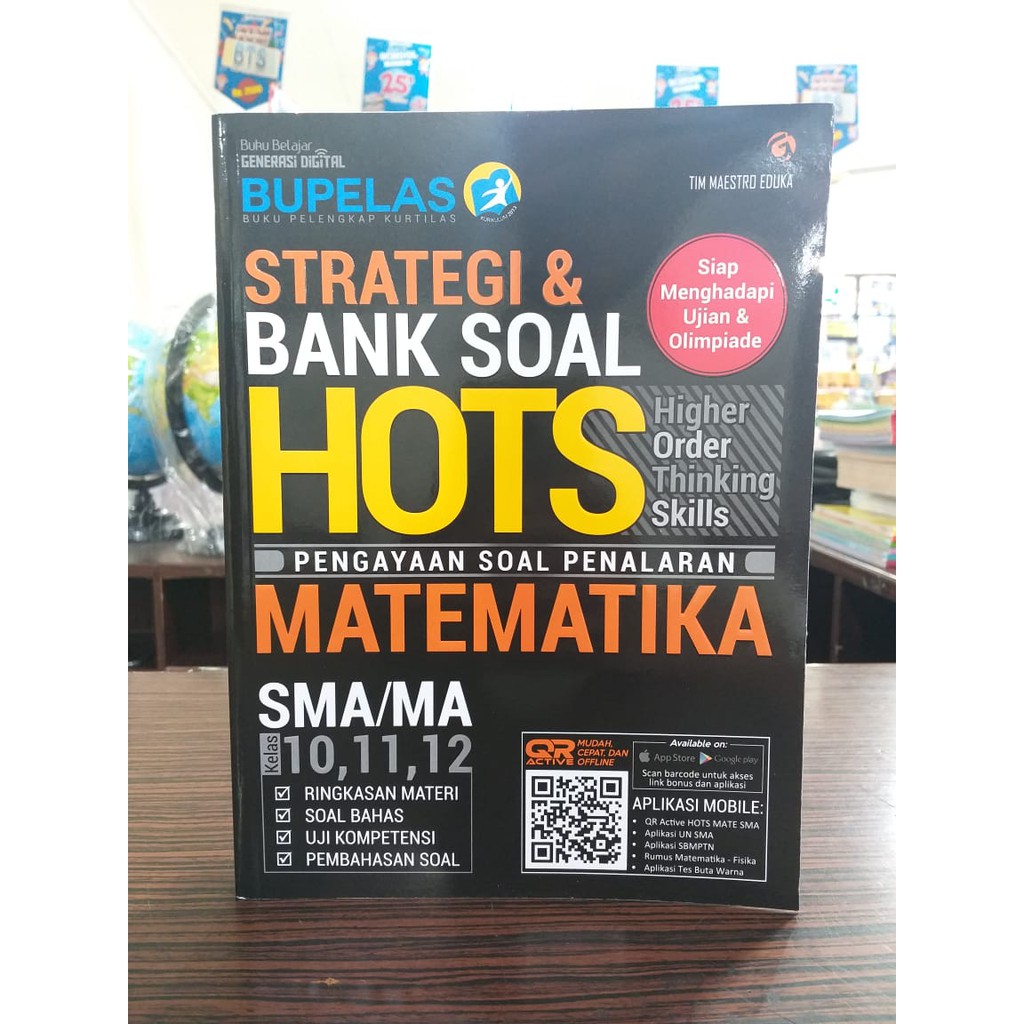 BTS
25
Buku Belajar
GENERASI DIGITAL
BUPELAS
BUKU PELENGKAP KURTILAS
KURIKULUM 2013
TIM MAESTRO EDUKA
STRATEGI &
BANK SOAL
Siap
Menghadapi
Ujian &
Olimpiade
HOTS
Higher
Order
Thinking
Skills
PENGAYAAN SOAL PENALARAN
MATEMATIKA
SMA/MA
Kelas
10,11,12
RINGKASAN MATERI
SOAL BAHAS
UJI KOMPETENSI
PEMBAHASAN SOAL
QR
ACTIVE
MUDAH,
CEPAT, DAN
OFFLINE
Available on:
App Store
Google play
Scan barcode untuk akses
link bonus dan aplikasi
APLIKASI MOBILE:
• QR Active HOTS MATE SMA
• Aplikasi UN SMA
• Aplikasi SBMPTN
• Rumus Matematika - Fisika
• Aplikasi Tes Buta Warna